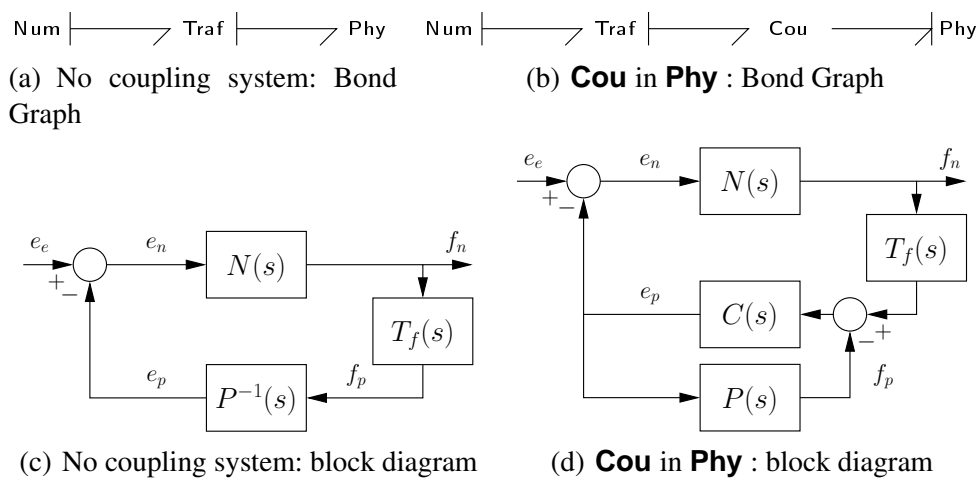 Num Traf Phy
Num Traf Cou Phy
(a) No coupling system: Bond
Graph
(b) Cou in Phy : Bond Graph
e_e e_n N(s) f_n
+ −
T_f(s)
e_p P^{-1}(s) f_p
e_e e_n N(s) f_n
+ −
T_f(s)
e_p C(s) − +
P(s) f_p
(c) No coupling system: block diagram
(d) Cou in Phy : block diagram